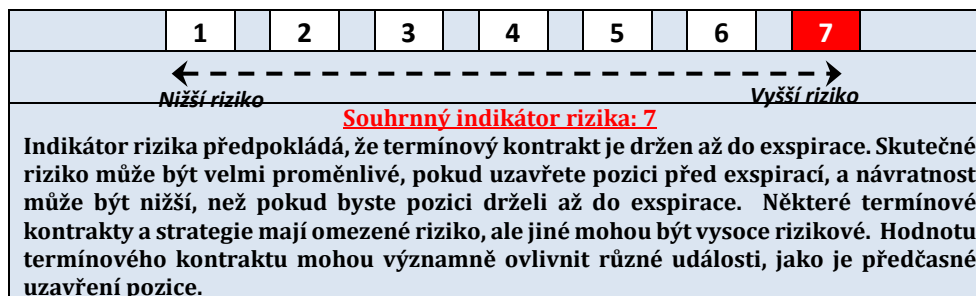 1 2 3 4 5 6 7
Nižší riziko Vyšší riziko
Souhrnný indikátor rizika: 7
Indikátor rizika předpokládá, že termínový kontrakt je držen až do exspirace. Skutečné
riziko může být velmi proměnlivé, pokud uzavřete pozici před exspirací, a návratnost
může být nižší, než pokud byste pozici drželi až do exspirace. Některé termínové
kontrakty a strategie mají omezené riziko, ale jiné mohou být vysoce rizikové. Hodnotu
termínového kontraktu mohou významně ovlivnit různé události, jako je předčasné
uzavření pozice.